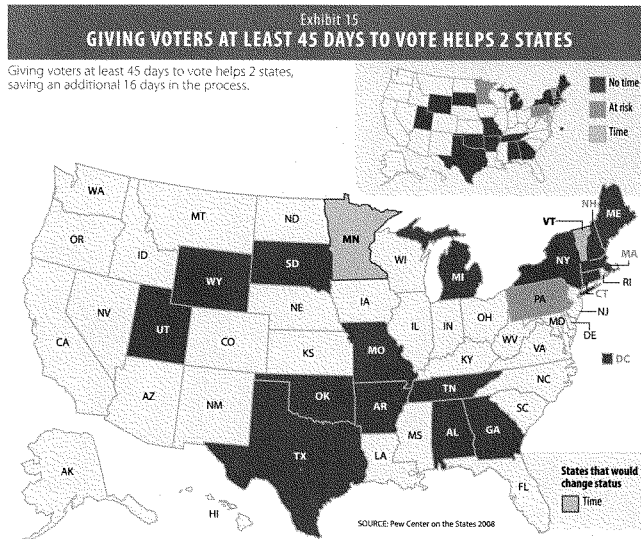 Exhibit 15
GIVING VOTERS AT LEAST 45 DAYS TO VOTE HELPS 2 STATES
Giving voters at least 45 days to vote helps 2 states,
saving an additional 16 days in the process.
No time
At risk
Time
WA
MT
ND
MN
OR
ID
WY
SD
WI
MI
VT
NH
ME
NY
MA
RI
CT
PA
NJ
MD
DE
DC
NV
UT
NE
IA
IL
IN
OH
WV
VA
CA
CO
KS
MO
KY
NC
AZ
NM
OK
AR
TN
SC
TX
LA
MS
AL
GA
FL
AK
HI
States that would
change status
Time
SOURCE: Pew Center on the States 2008